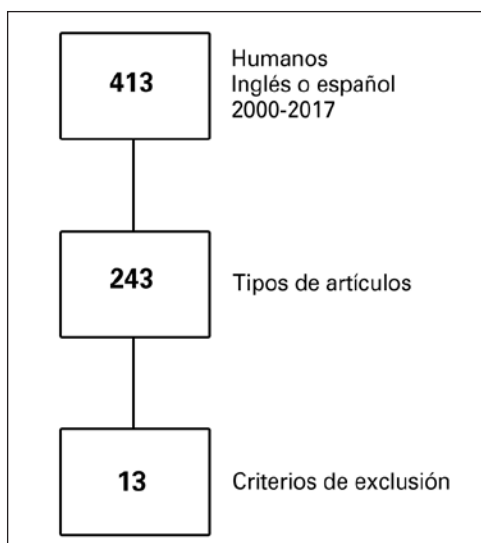 413
Humanos
Inglés o español
2000-2017
243
Tipos de artículos
13
Criterios de exclusión